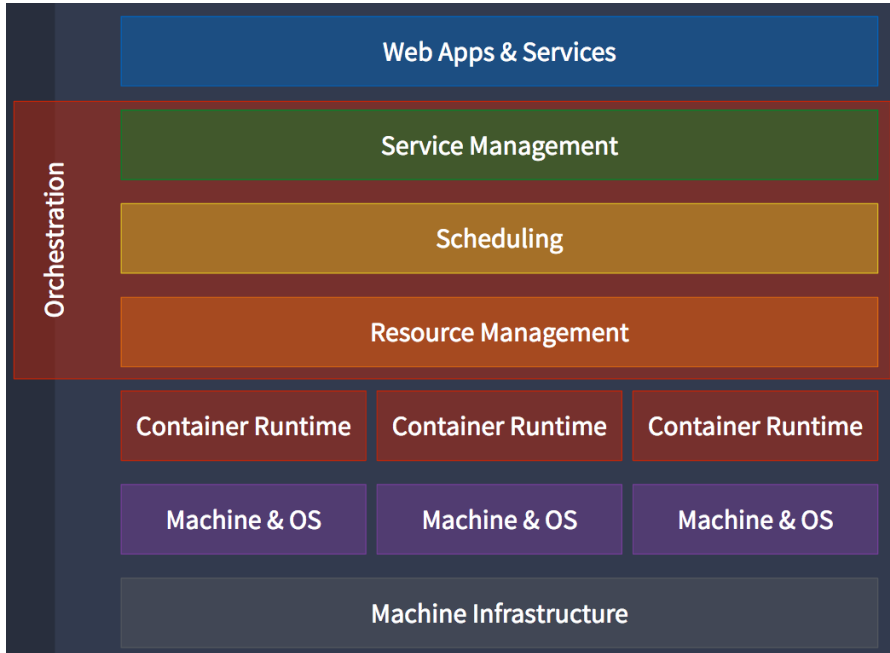 Web Apps & Services
Orchestration
Service Management
Scheduling
Resource Management
Container Runtime
Container Runtime
Container Runtime
Machine & OS
Machine & OS
Machine & OS
Machine Infrastructure